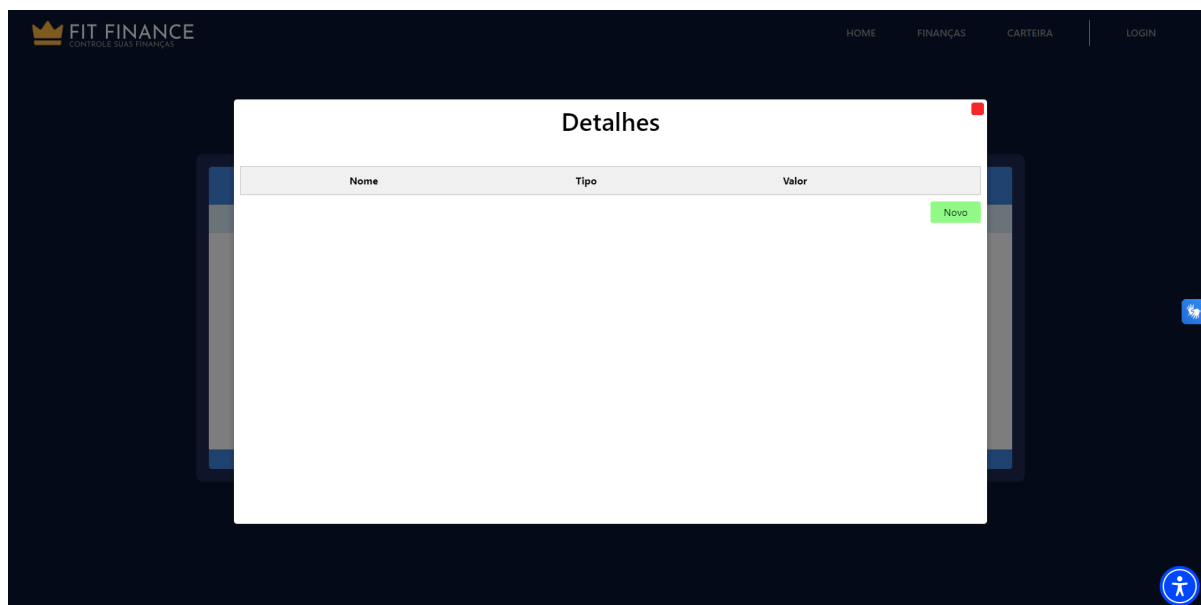 FIT FINANCE
CONTROLE SUAS FINANÇAS
HOME FINANÇAS CARTEIRA LOGIN
Detalhes
Nome Tipo Valor
Novo